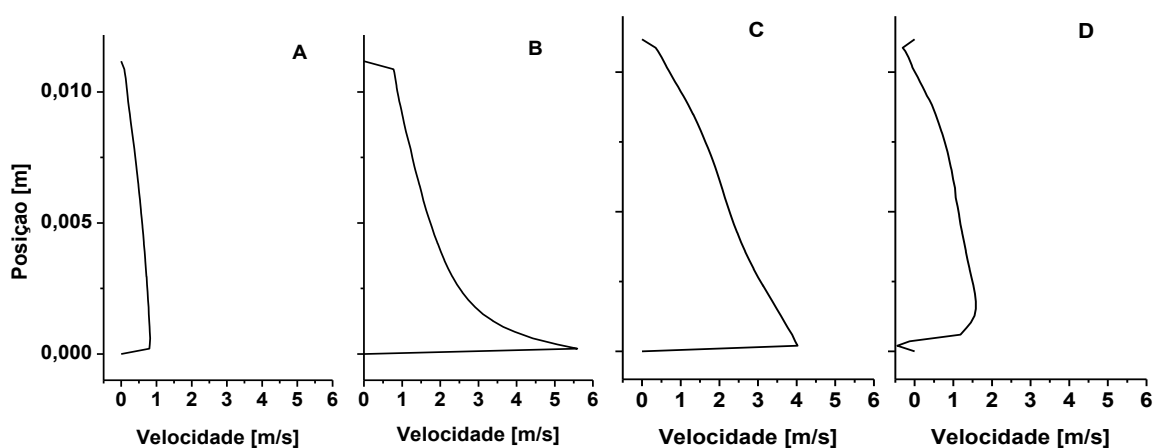 A
B
C
D
0,010
0,005
0,000
Posiçao [m]
0 1 2 3 4 5 6
0 1 2 3 4 5 6
0 1 2 3 4 5 6
0 1 2 3 4 5 6
Velocidade [m/s]
Velocidade [m/s]
Velocidade [m/s]
Velocidade [m/s]